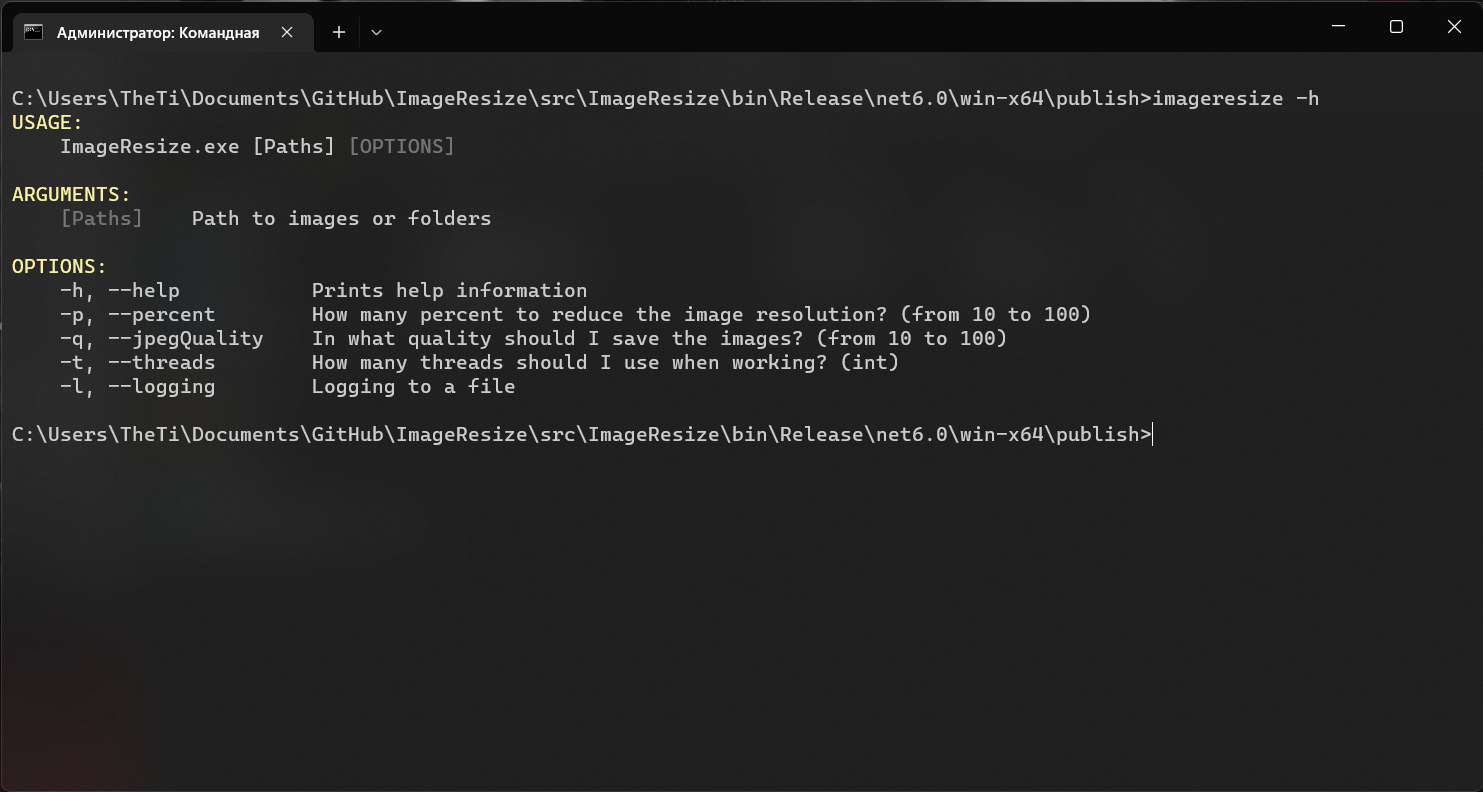 Администратор: Командная
C:\Users\TheTi\Documents\GitHub\ImageResize\src\ImageResize\bin\Release\net6.0\win-x64\publish>imageresize -h
USAGE:
    ImageResize.exe [Paths] [OPTIONS]
ARGUMENTS:
    [Paths]    Path to images or folders
OPTIONS:
    -h, --help           Prints help information
    -p, --percent        How many percent to reduce the image resolution? (from 10 to 100)
    -q, --jpegQuality    In what quality should I save the images? (from 10 to 100)
    -t, --threads        How many threads should I use when working? (int)
    -l, --logging        Logging to a file
C:\Users\TheTi\Documents\GitHub\ImageResize\src\ImageResize\bin\Release\net6.0\win-x64\publish>